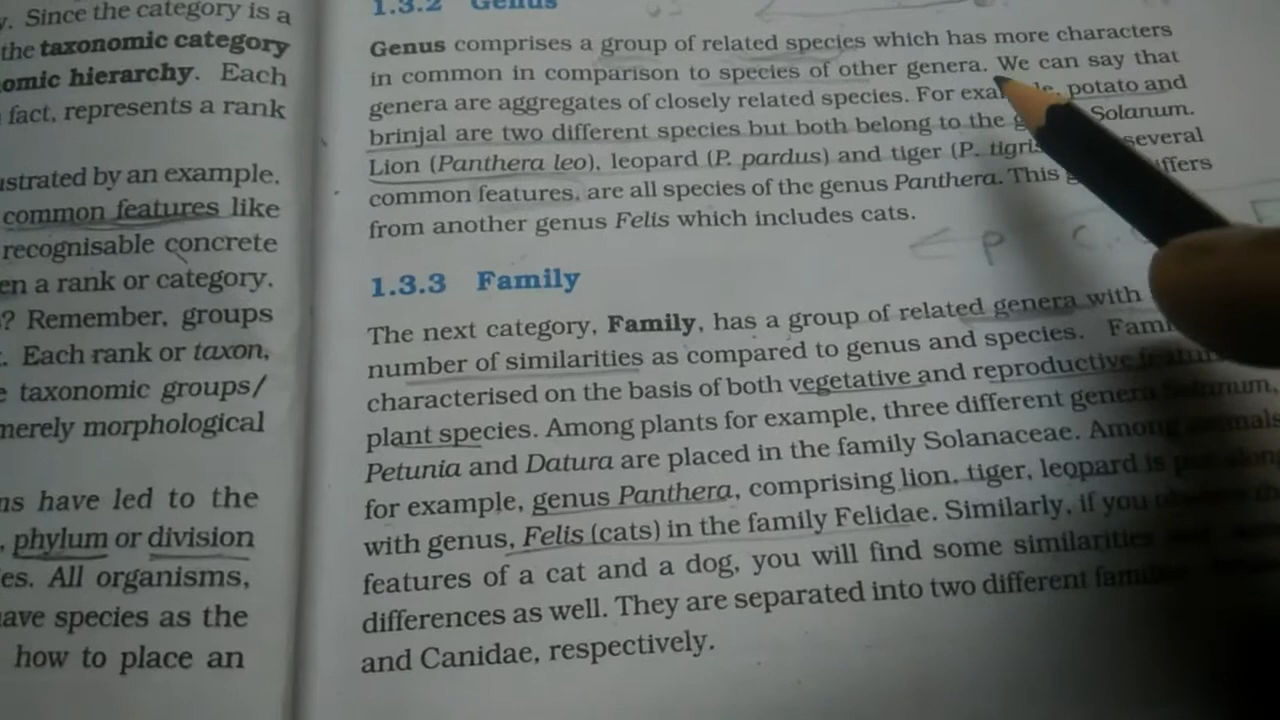 y. Since the category is a
the taxonomic category
omic hierarchy. Each
fact, represents a rank
ustrated by an example.
common features like
recognisable concrete
en a rank or category.
? Remember, groups
. Each rank or taxon,
e taxonomic groups/
merely morphological
ns have led to the
, phylum or division
es. All organisms,
have species as the
how to place an
1.3.2 Genus
Genus comprises a group of related species which has more characters
in common in comparison to species of other genera. We can say that
genera are aggregates of closely related species. For potato and
brinjal are two different species but both belong to the Solanum.
Lion (Panthera leo), leopard (P. pardus) and tiger (P. tigris several
common features, are all species of the genus Panthera. This
from another genus Felis which includes cats.
P
1.3.3 Family
The next category, Family, has a group of related genera with
number of similarities as compared to genus and species.
characterised on the basis of both vegetative and reproductive
plant species. Among plants for example, three different genera Solanum,
Petunia and Datura are placed in the family Solanaceae. Among animals
for example, genus Panthera, comprising lion, tiger, leopard is put along
with genus, Felis (cats) in the family Felidae. Similarly, if you observe
features of a cat and a dog, you will find some similarities
differences as well. They are separated into two different
and Canidae, respectively.